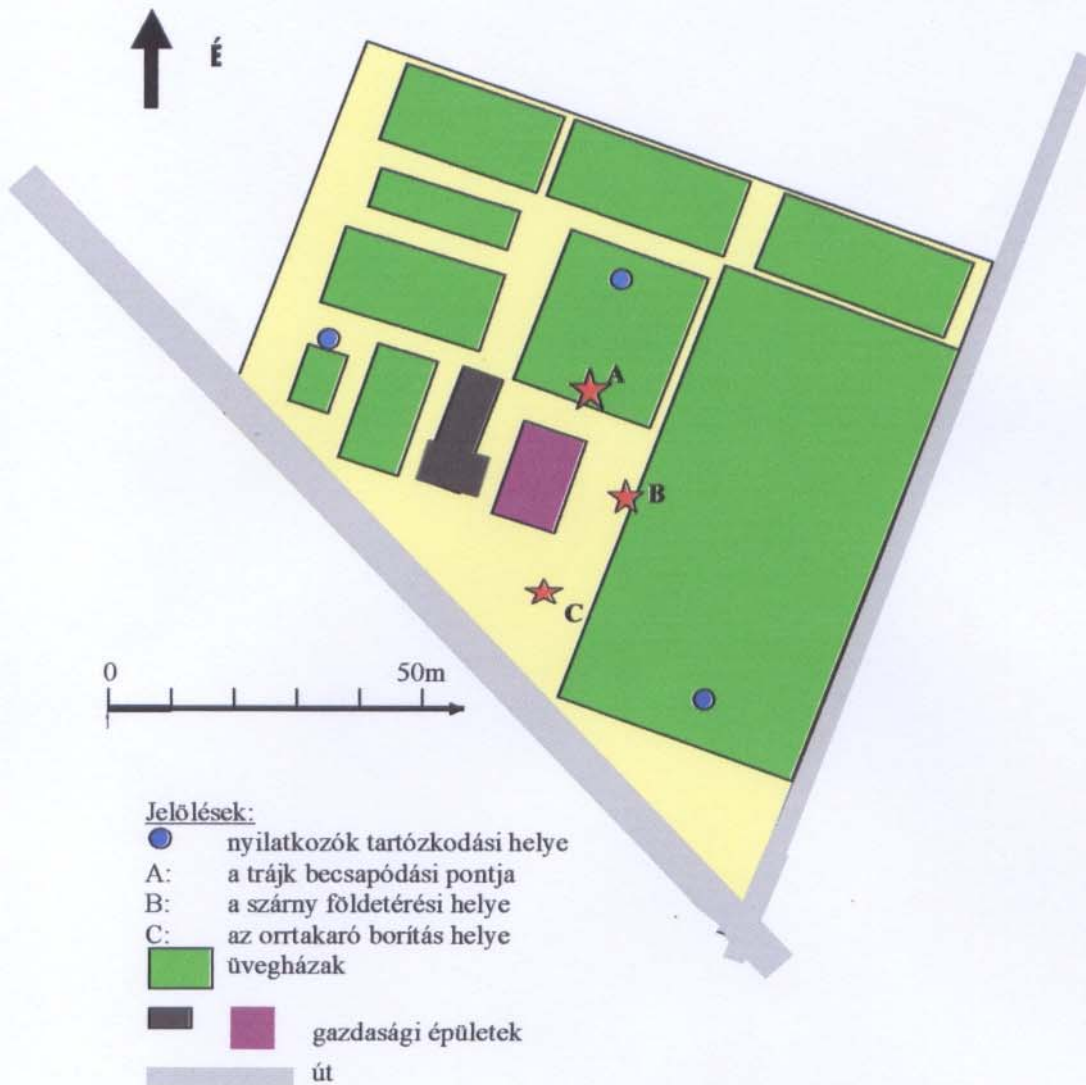 É
A
B
C
0 50m
Jelölések:
nyilatkozók tartózkodási helye
A: a trájk becsapódási pontja
B: a szárny földetérési helye
C: az orrtakaró borítás helye
üvegházak
gazdasági épületek
út